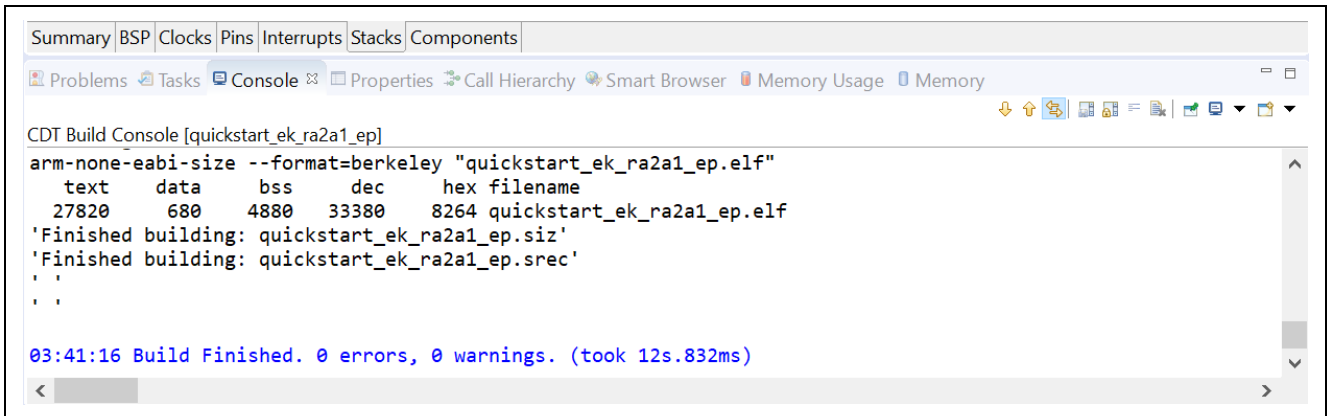 Summary BSP Clocks Pins Interrupts Stacks Components
Problems Tasks Console Properties Call Hierarchy Smart Browser Memory Usage Memory
CDT Build Console [quickstart_ek_ra2a1_ep]
arm-none-eabi-size --format=berkeley "quickstart_ek_ra2a1_ep.elf"
   text    data     bss     dec     hex filename
  27820     680    4880   33380    8264 quickstart_ek_ra2a1_ep.elf
'Finished building: quickstart_ek_ra2a1_ep.siz'
'Finished building: quickstart_ek_ra2a1_ep.srec'
' '
' '
03:41:16 Build Finished. 0 errors, 0 warnings. (took 12s.832ms)